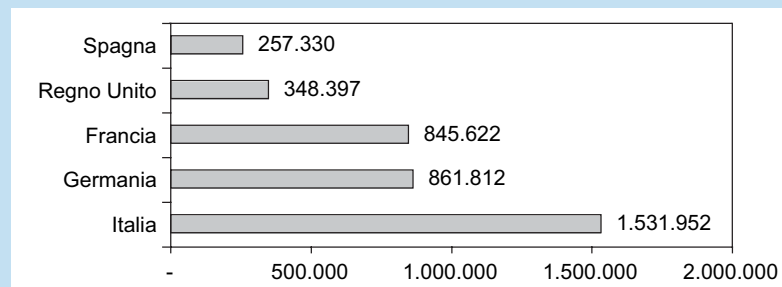 Spagna 257.330
Regno Unito 348.397
Francia 845.622
Germania 861.812
Italia 1.531.952
- 500.000 1.000.000 1.500.000 2.000.000